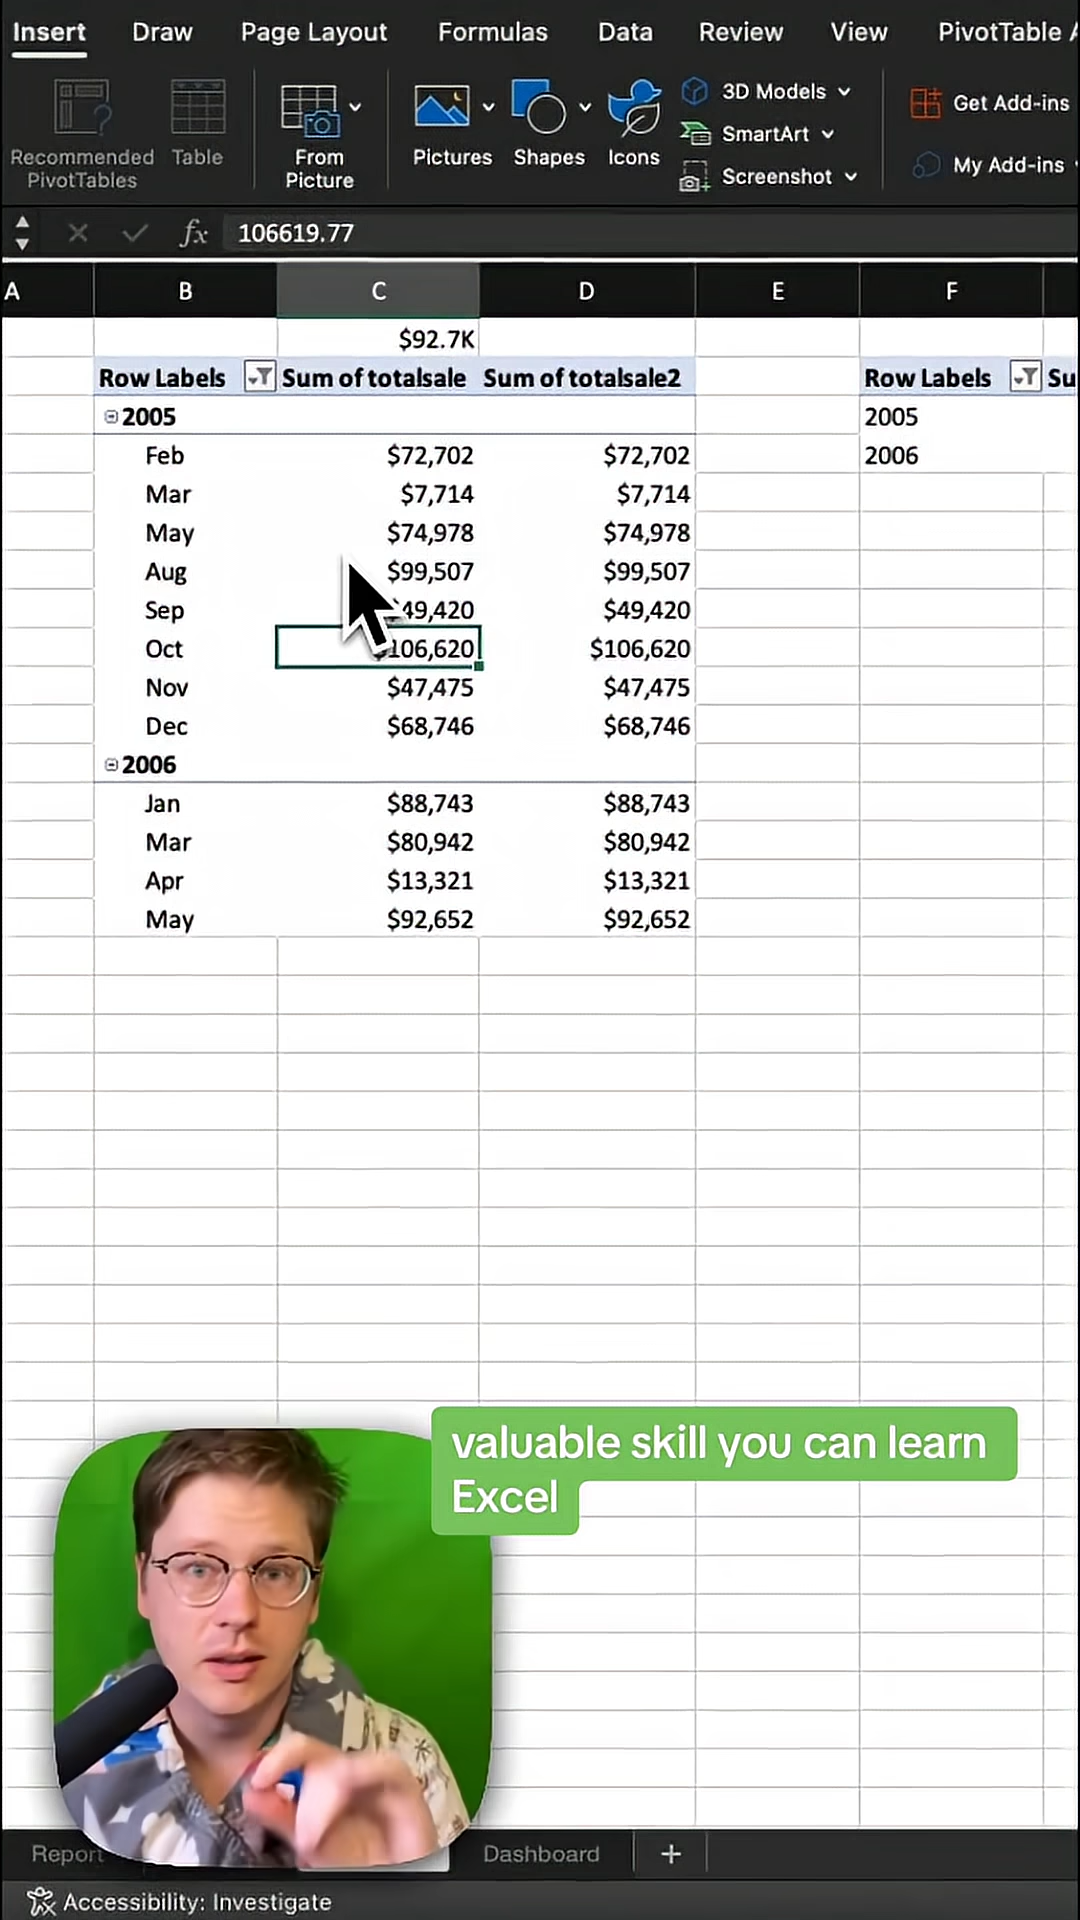 Insert Draw Page Layout Formulas Data Review View PivotTable A
Recommended PivotTables
Table
From Picture
Pictures
Shapes
Icons
3D Models
SmartArt
Screenshot
Get Add-ins
My Add-ins
fx 106619.77
A B C D E F
$92.7K
Row Labels Sum of totalsale Sum of totalsale2 Row Labels Su
2005 2005
Feb $72,702 $72,702 2006
Mar $7,714 $7,714
May $74,978 $74,978
Aug $99,507 $99,507
Sep 49,420 $49,420
Oct $106,620 $106,620
Nov $47,475 $47,475
Dec $68,746 $68,746
2006
Jan $88,743 $88,743
Mar $80,942 $80,942
Apr $13,321 $13,321
May $92,652 $92,652
valuable skill you can learn
Excel
Report Dashboard +
Accessibility: Investigate